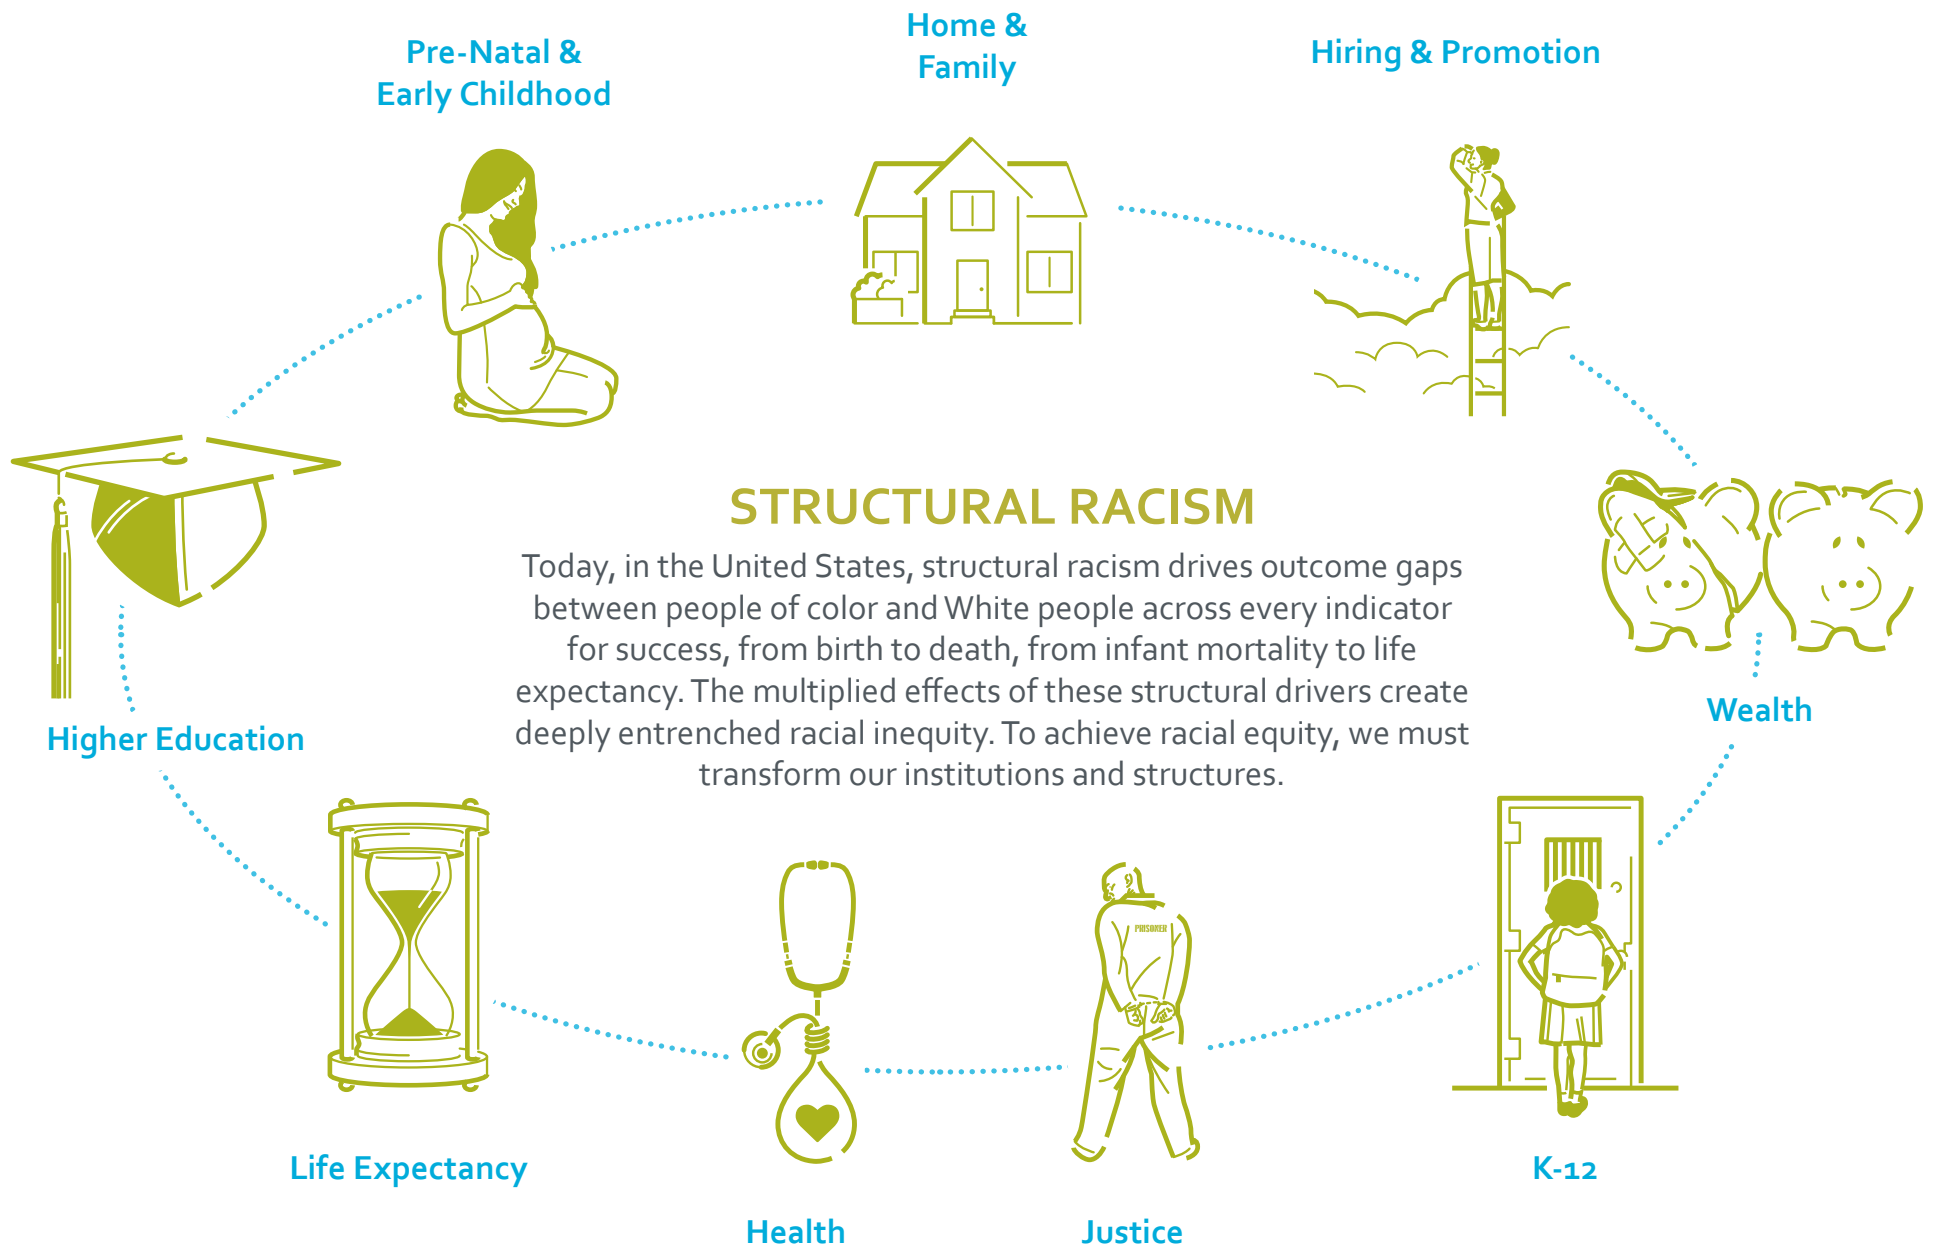 Home &
Family
Pre-Natal &
Early Childhood
Hiring & Promotion
STRUCTURAL RACISM
Today, in the United States, structural racism drives outcome gaps
between people of color and White people across every indicator
for success, from birth to death, from infant mortality to life
expectancy. The multiplied effects of these structural drivers create
deeply entrenched racial inequity. To achieve racial equity, we must
transform our institutions and structures.
Wealth
Higher Education
PRISONER
Life Expectancy
K-12
Health
Justice